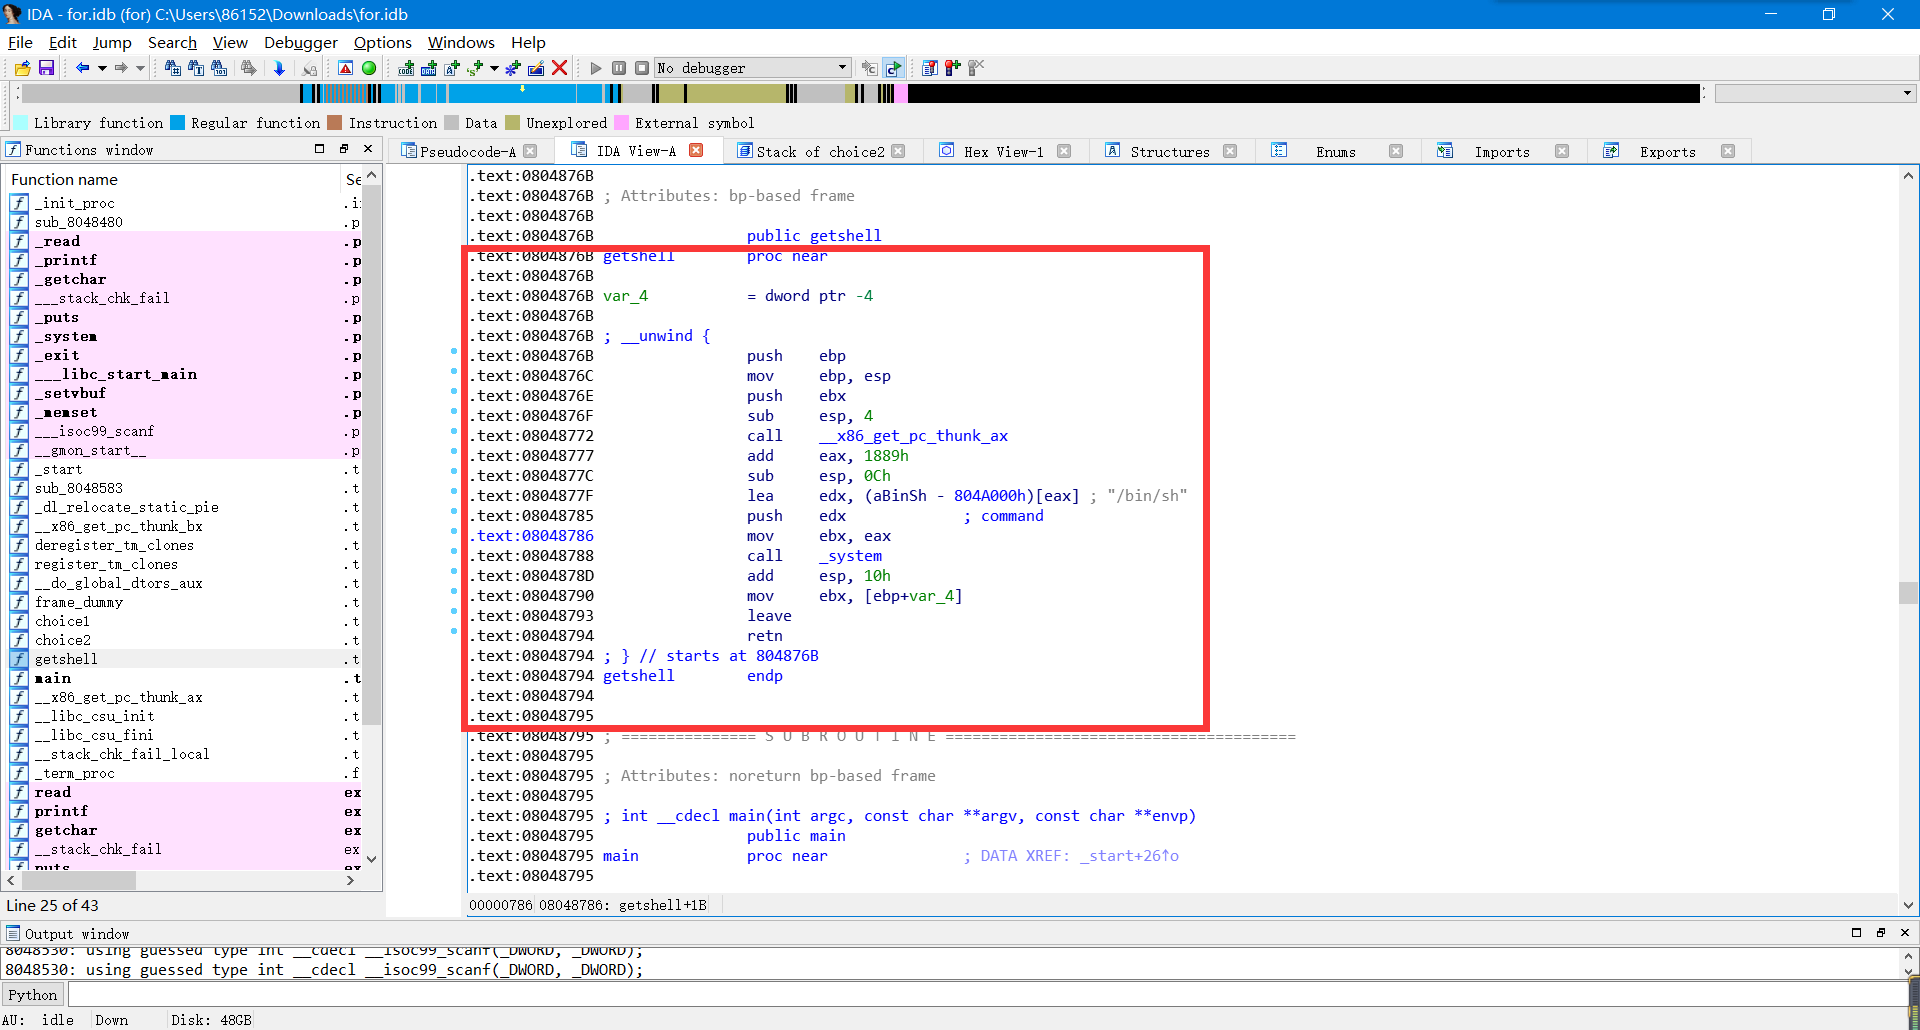 IDA - for.idb (for) C:\Users\86152\Downloads\for.idb
File Edit Jump Search View Debugger Options Windows Help
No debugger
Library function Regular function Instruction Data Unexplored External symbol
Functions window
Function name
Se
_init_proc .i
sub_8048480 .p
_read .p
_printf .p
_getchar .p
___stack_chk_fail .p
_puts .p
_system .p
_exit .p
___libc_start_main .p
_setvbuf .p
_memset .p
___isoc99_scanf .p
__gmon_start__ .p
_start .t
sub_8048583 .t
_dl_relocate_static_pie .t
__x86_get_pc_thunk_bx .t
deregister_tm_clones .t
register_tm_clones .t
__do_global_dtors_aux .t
frame_dummy .t
choice1 .t
choice2 .t
getshell .t
main .t
__x86_get_pc_thunk_ax .t
__libc_csu_init .t
__libc_csu_fini .t
__stack_chk_fail_local .t
_term_proc .f
read ex
printf ex
getchar ex
__stack_chk_fail ex
puts ex
Line 25 of 43
Pseudocode-A IDA View-A Stack of choice2 Hex View-1 Structures Enums Imports Exports
.text:0804876B
.text:0804876B ; Attributes: bp-based frame
.text:0804876B
.text:0804876B public getshell
.text:0804876B getshell proc near
.text:0804876B
.text:0804876B var_4 = dword ptr -4
.text:0804876B
.text:0804876B ; __unwind {
.text:0804876B push ebp
.text:0804876C mov ebp, esp
.text:0804876E push ebx
.text:0804876F sub esp, 4
.text:08048772 call __x86_get_pc_thunk_ax
.text:08048777 add eax, 1889h
.text:0804877C sub esp, 0Ch
.text:0804877F lea edx, (aBinSh - 804A000h)[eax] ; "/bin/sh"
.text:08048785 push edx ; command
.text:08048786 mov ebx, eax
.text:08048788 call _system
.text:0804878D add esp, 10h
.text:08048790 mov ebx, [ebp+var_4]
.text:08048793 leave
.text:08048794 retn
.text:08048794 ; } // starts at 804876B
.text:08048794 getshell endp
.text:08048794
.text:08048795
.text:08048795 ; =============== S U B R O U T I N E =======================================
.text:08048795
.text:08048795 ; Attributes: noreturn bp-based frame
.text:08048795
.text:08048795 ; int __cdecl main(int argc, const char **argv, const char **envp)
.text:08048795 public main
.text:08048795 main proc near ; DATA XREF: _start+26↑o
.text:08048795
00000786 08048786: getshell+1B
Output window
8048530: using guessed type int __cdecl __isoc99_scanf(_DWORD, _DWORD);
8048530: using guessed type int __cdecl __isoc99_scanf(_DWORD, _DWORD);
Python
AU: idle Down Disk: 48GB